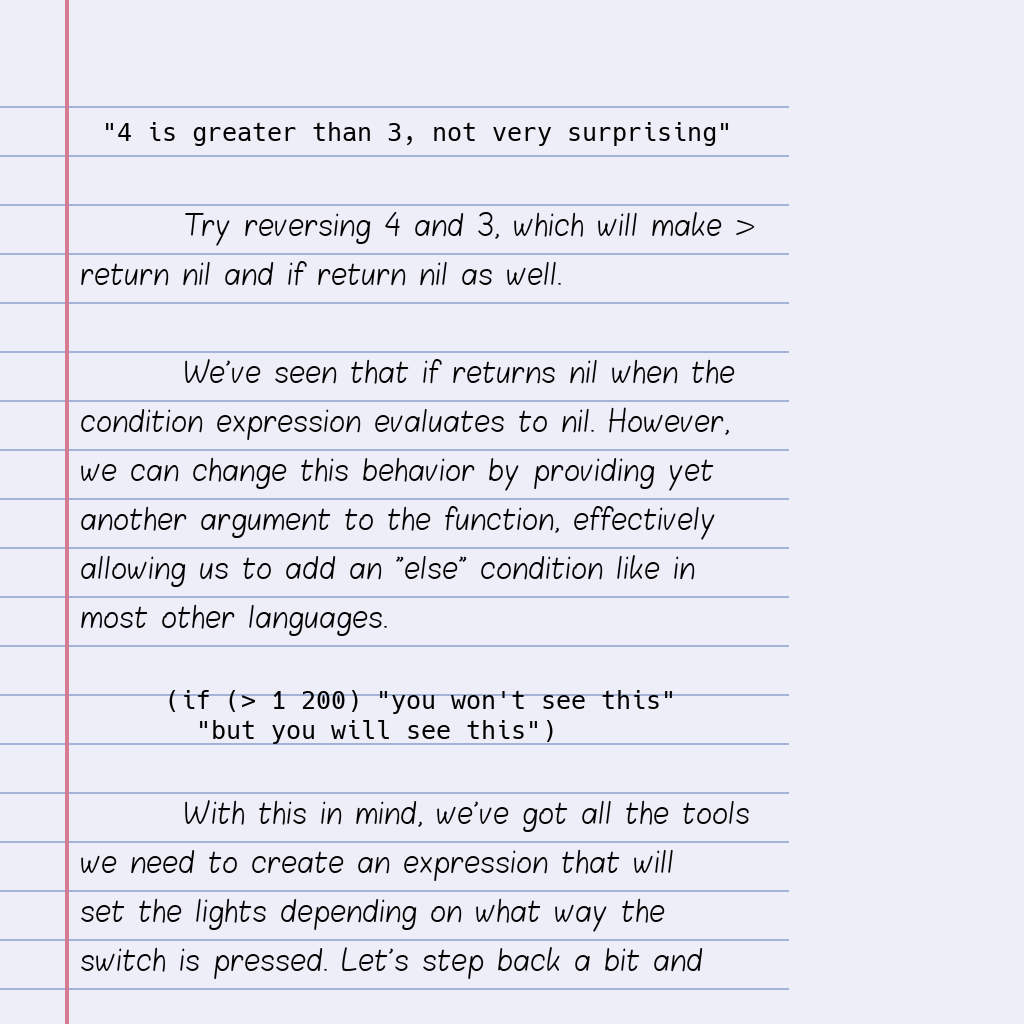 "4 is greater than 3, not very surprising"
Try reversing 4 and 3, which will make >
return nil and if return nil as well.
We've seen that if returns nil when the
condition expression evaluates to nil. However,
we can change this behavior by providing yet
another argument to the function, effectively
allowing us to add an "else" condition like in
most other languages.
(if (> 1 200) "you won't see this"
"but you will see this")
With this in mind, we've got all the tools
we need to create an expression that will
set the lights depending on what way the
switch is pressed. Let's step back a bit and